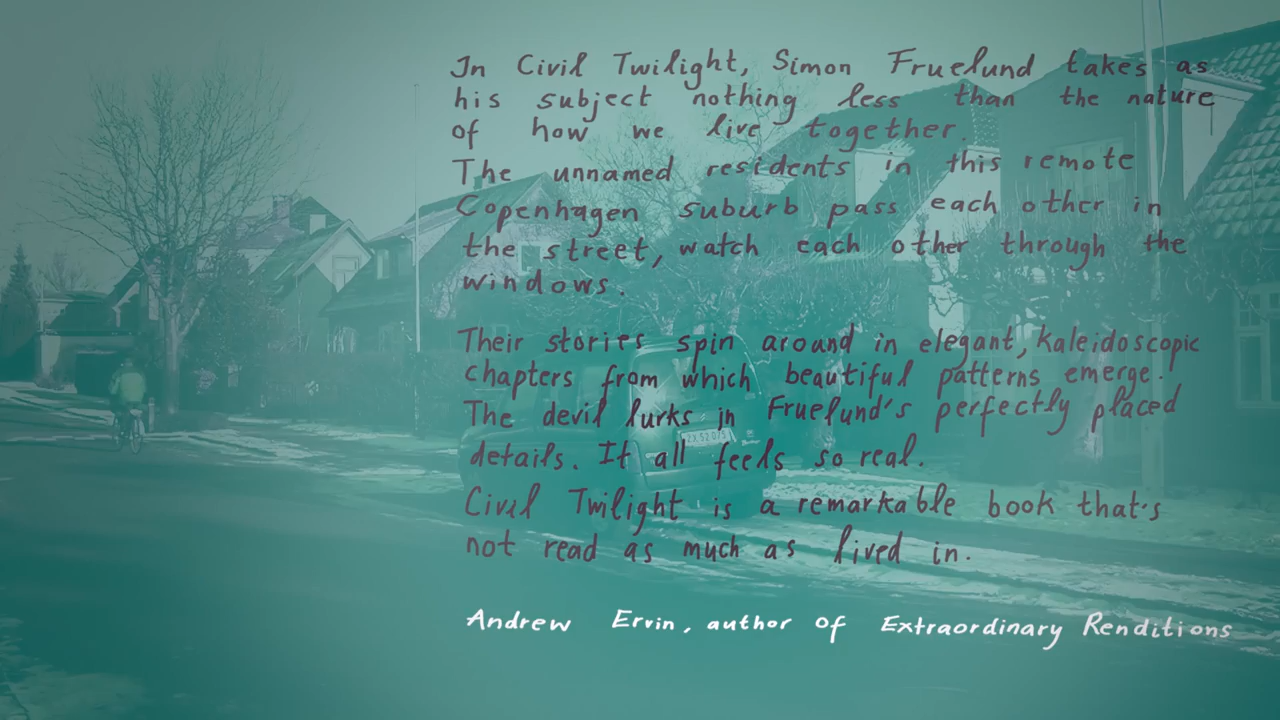 In Civil Twilight, Simon Fruelund takes as
his subject nothing less than the nature
of how we live together.
The unnamed residents in this remote
Copenhagen suburb pass each other in
the street, watch each other through the
windows.
Their stories spin around in elegant, kaleidoscopic
chapters from which beautiful patterns emerge.
The devil lurks in Fruelund's perfectly placed
details. It all feels so real.
Civil Twilight is a remarkable book that's
not read as much as lived in.
Andrew Ervin, author of Extraordinary Renditions